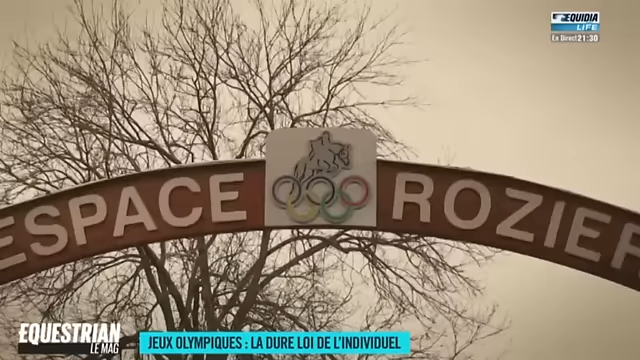 EQUIDIA
LIFE
En Direct 21:30
ESPACE ROZIER
EQUESTRIAN
LE MAG
JEUX OLYMPIQUES : LA DURE LOI DE L'INDIVIDUEL